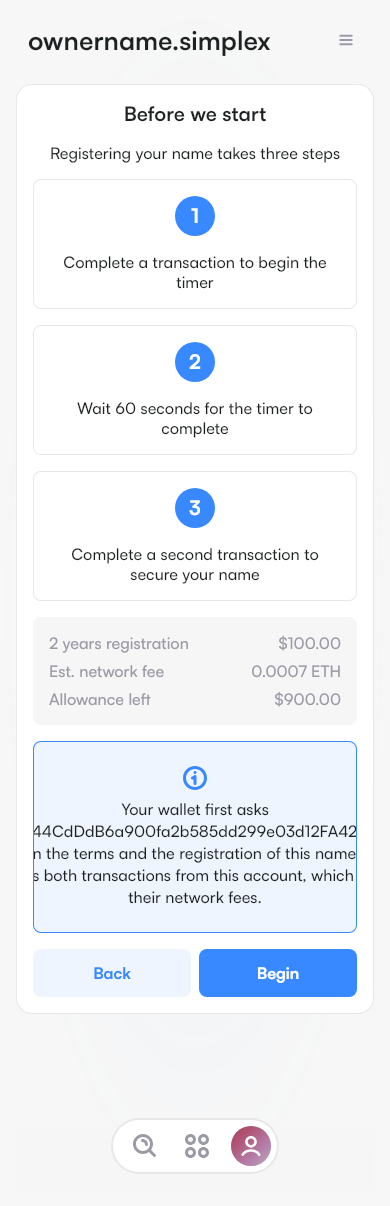 ownername.simplex
Before we start
Registering your name takes three steps
1
Complete a transaction to begin the
timer
2
Wait 60 seconds for the timer to
complete
3
Complete a second transaction to
secure your name
2 years registration $100.00
Est. network fee 0.0007 ETH
Allowance left $900.00
Your wallet first asks
44CdDdB6a900fa2b585dd299e03d12FA42
n the terms and the registration of this name
s both transactions from this account, which
their network fees.
Back Begin